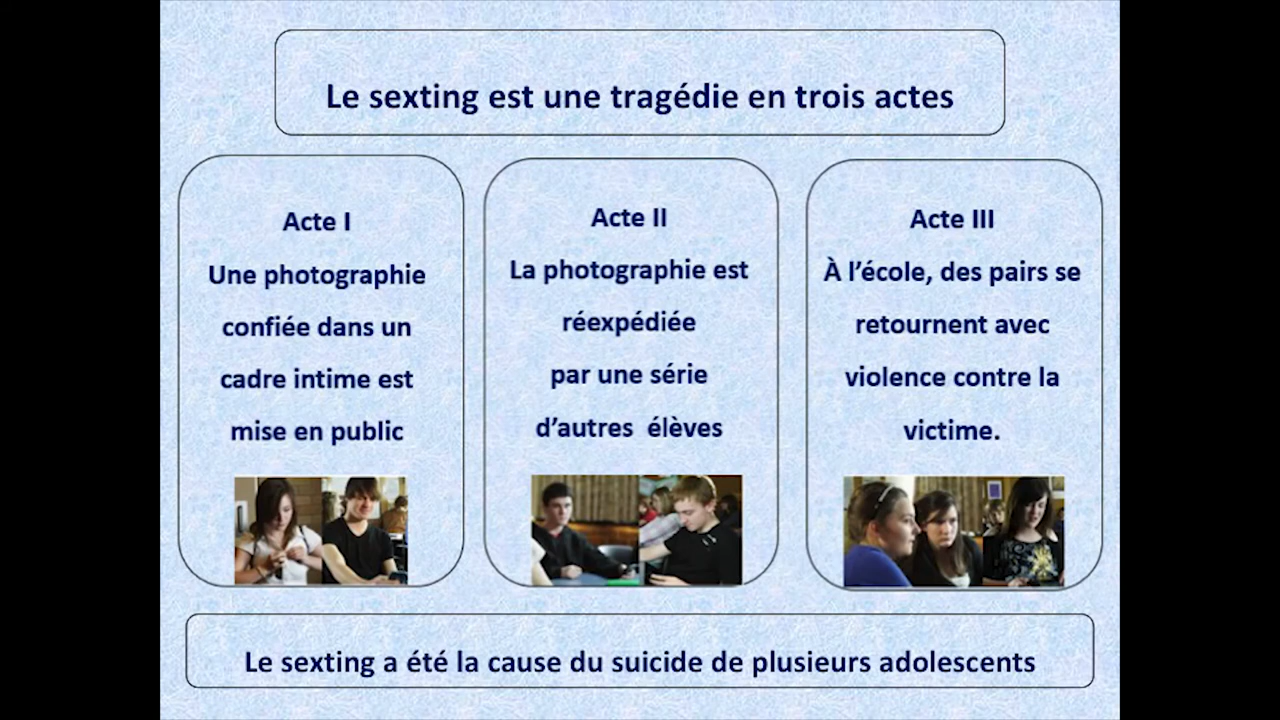 Le sexting est une tragédie en trois actes
Acte I
Une photographie
confiée dans un
cadre intime est
mise en public
Acte II
La photographie est
réexpédiée
par une série
d’autres élèves
Acte III
À l’école, des pairs se
retournent avec
violence contre la
victime.
Le sexting a été la cause du suicide de plusieurs adolescents